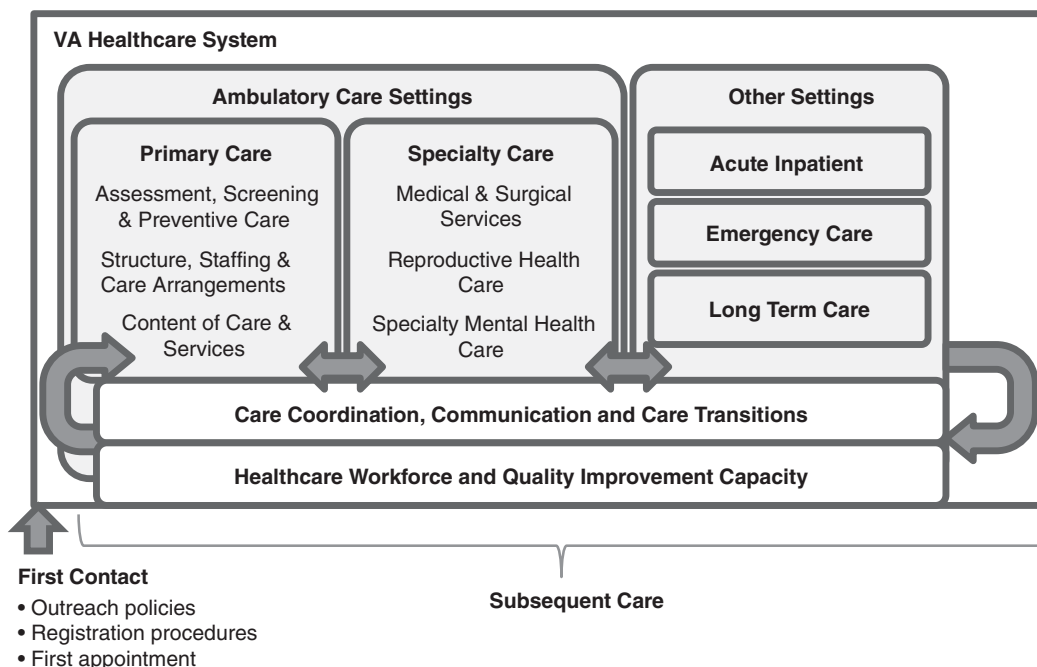 VA Healthcare System
Ambulatory Care Settings
Primary Care
Assessment, Screening
& Preventive Care
Structure, Staffing &
Care Arrangements
Content of Care &
Services
Specialty Care
Medical & Surgical
Services
Reproductive Health
Care
Specialty Mental Health
Care
Other Settings
Acute Inpatient
Emergency Care
Long Term Care
Care Coordination, Communication and Care Transitions
Healthcare Workforce and Quality Improvement Capacity
First Contact
• Outreach policies
• Registration procedures
• First appointment
Subsequent Care